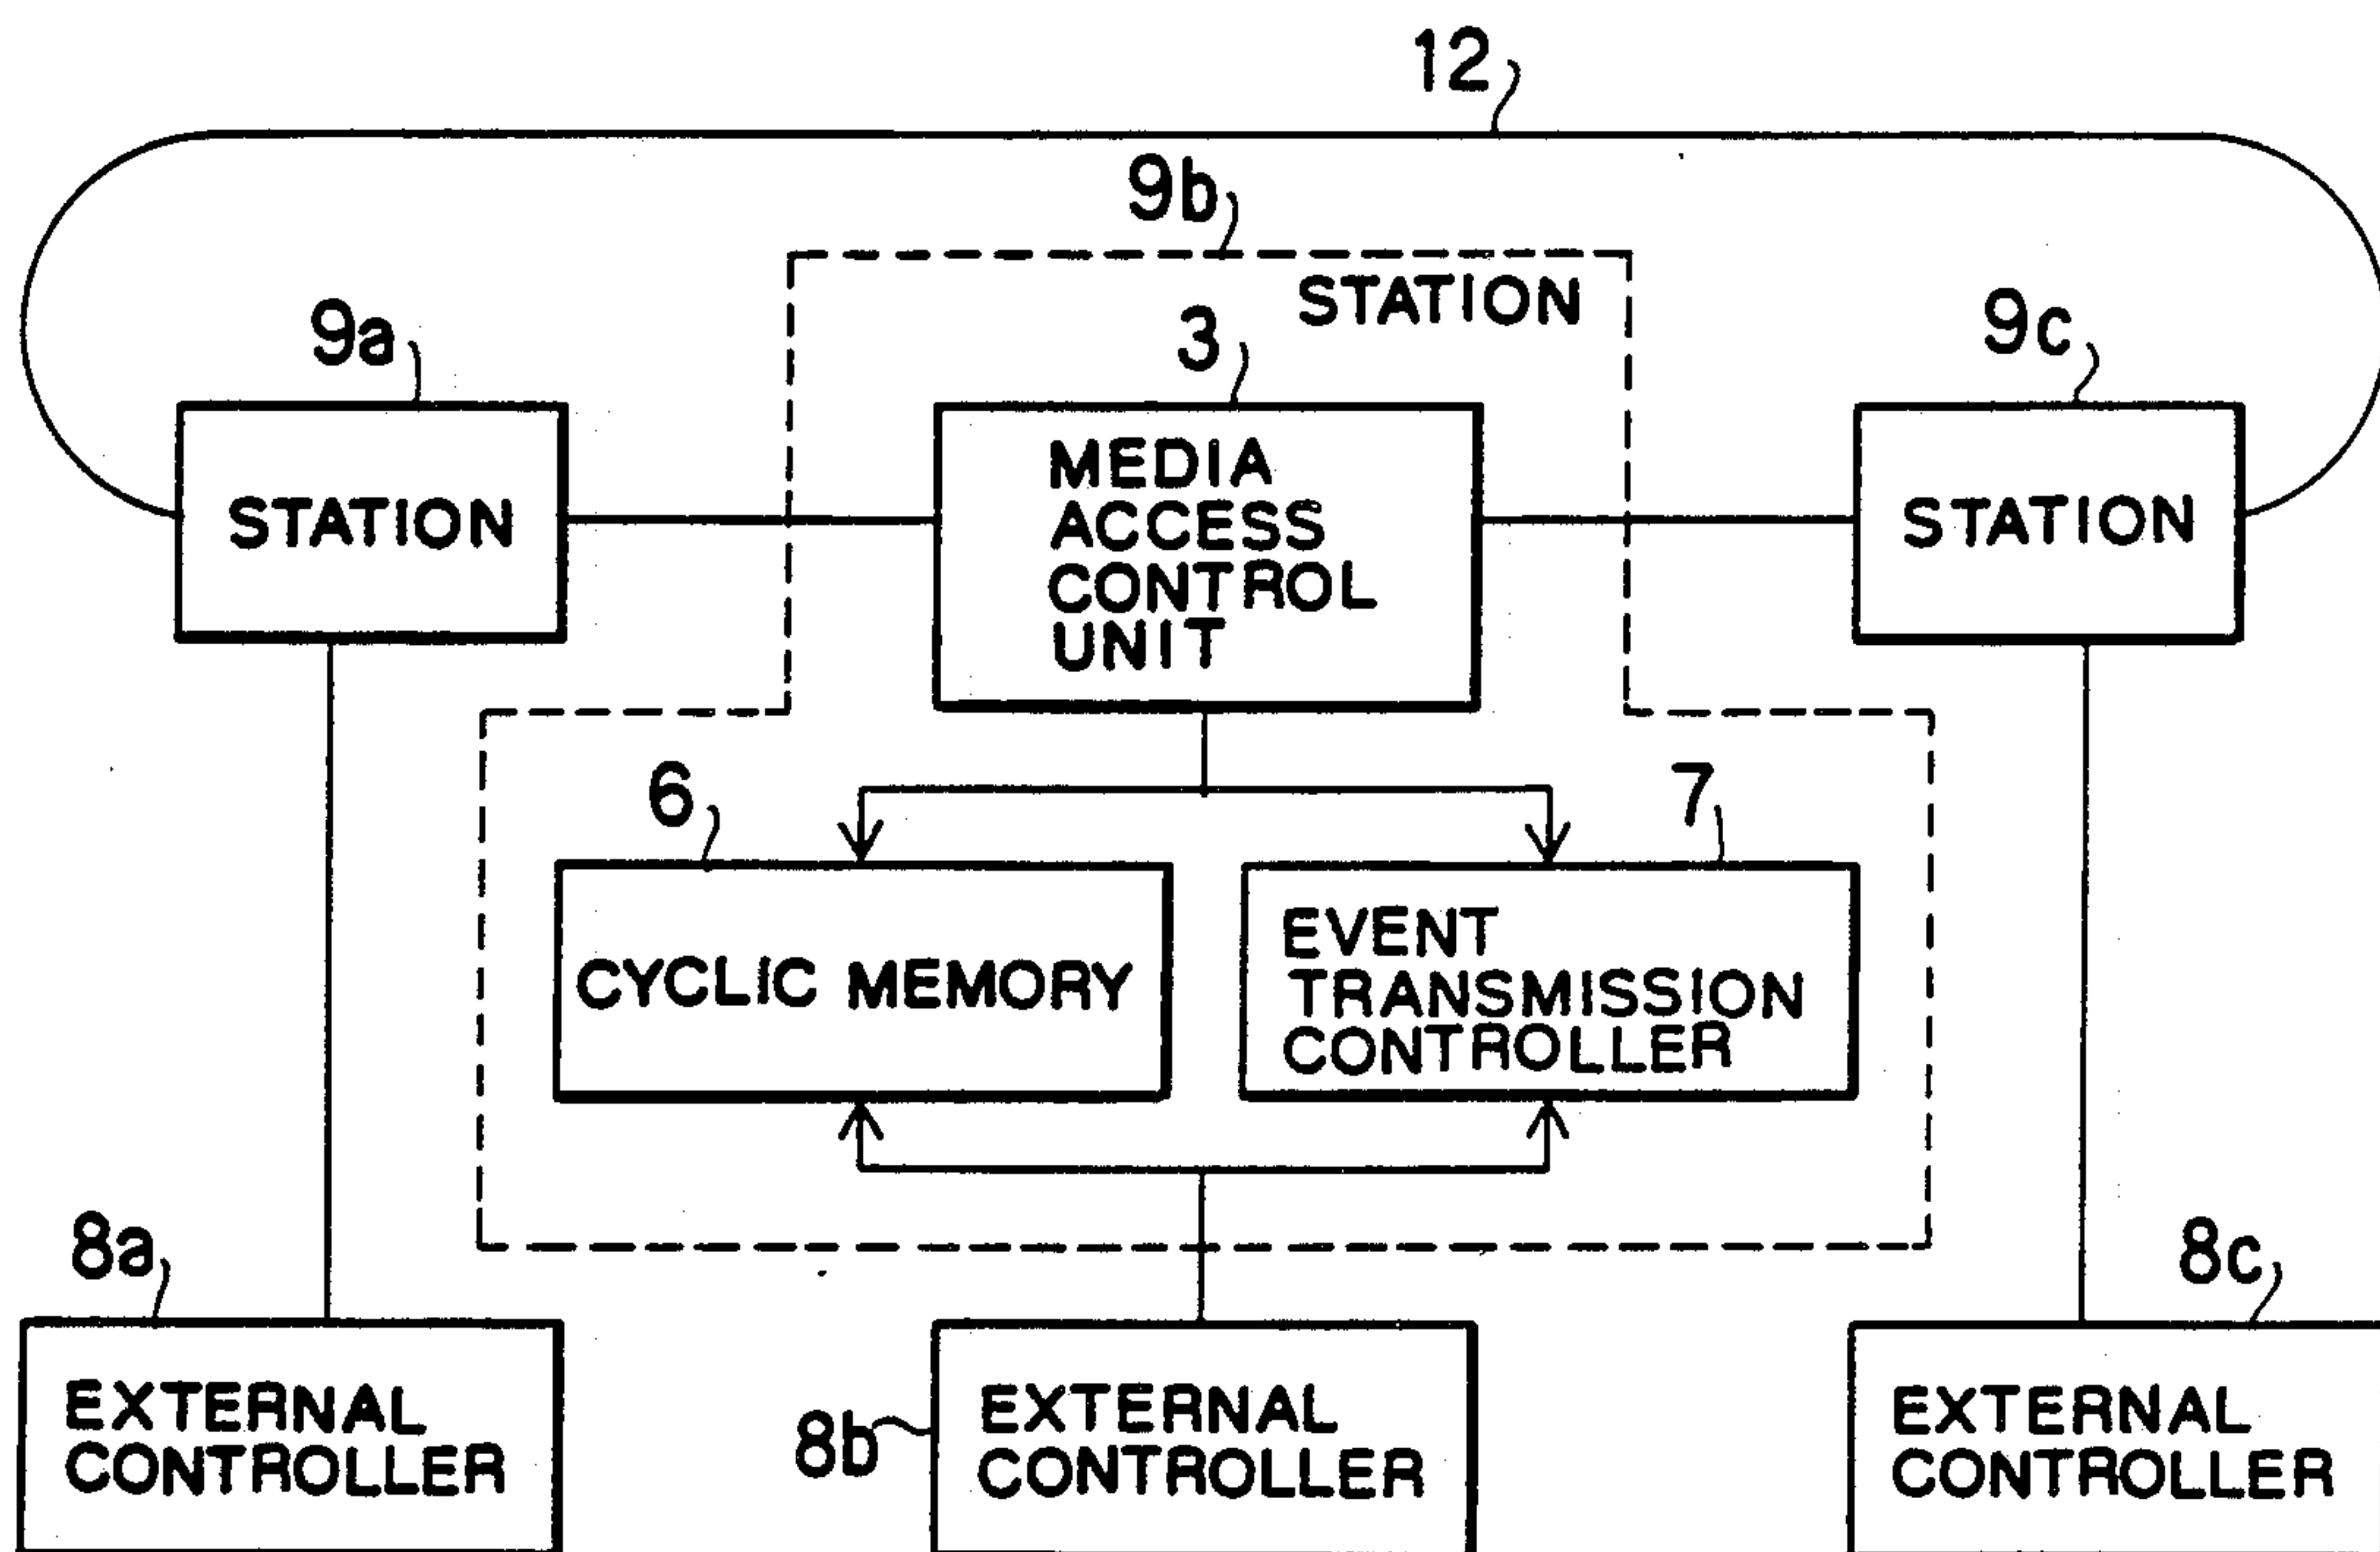 12
9b
STATION
9a
3
9c
STATION
MEDIA
ACCESS
CONTROL
UNIT
STATION
6
7
CYCLIC MEMORY
EVENT
TRANSMISSION
CONTROLLER
8a
8c
EXTERNAL
CONTROLLER
8b
EXTERNAL
CONTROLLER
EXTERNAL
CONTROLLER